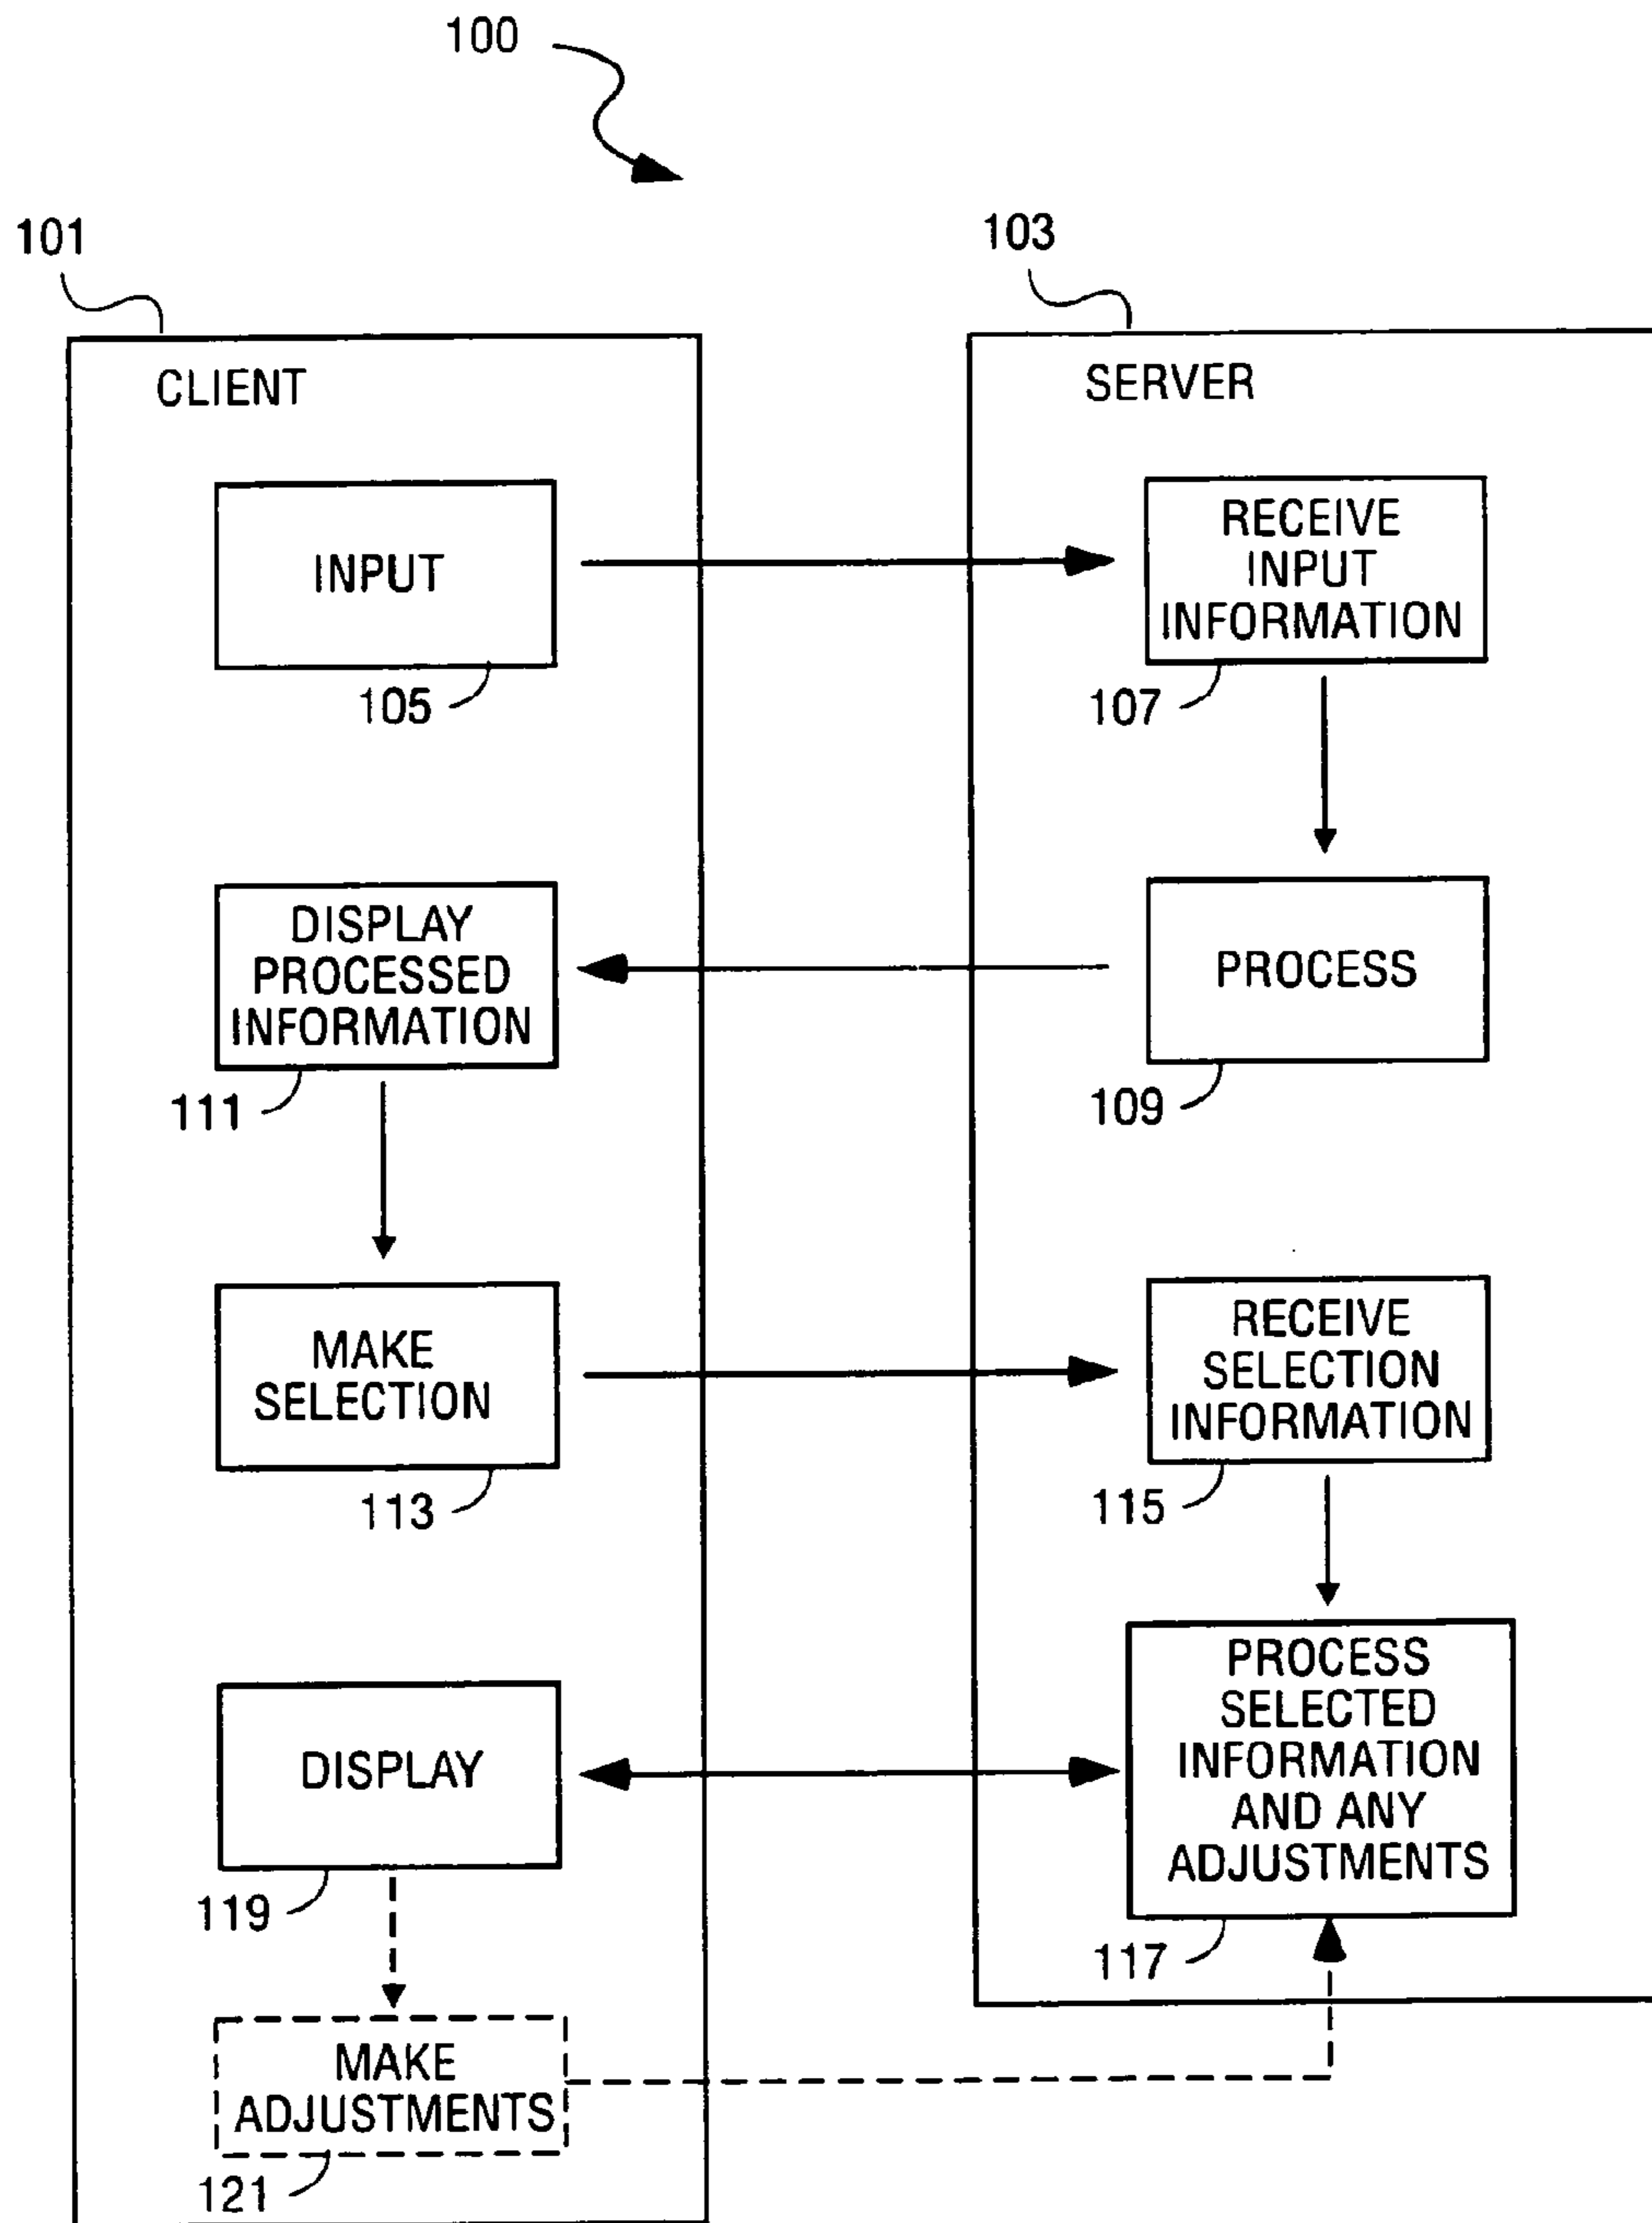 100
101
103
CLIENT
SERVER
INPUT
105
RECEIVE
INPUT
INFORMATION
107
DISPLAY
PROCESSED
INFORMATION
111
PROCESS
109
MAKE
SELECTION
113
RECEIVE
SELECTION
INFORMATION
115
DISPLAY
119
PROCESS
SELECTED
INFORMATION
AND ANY
ADJUSTMENTS
117
MAKE
ADJUSTMENTS
121